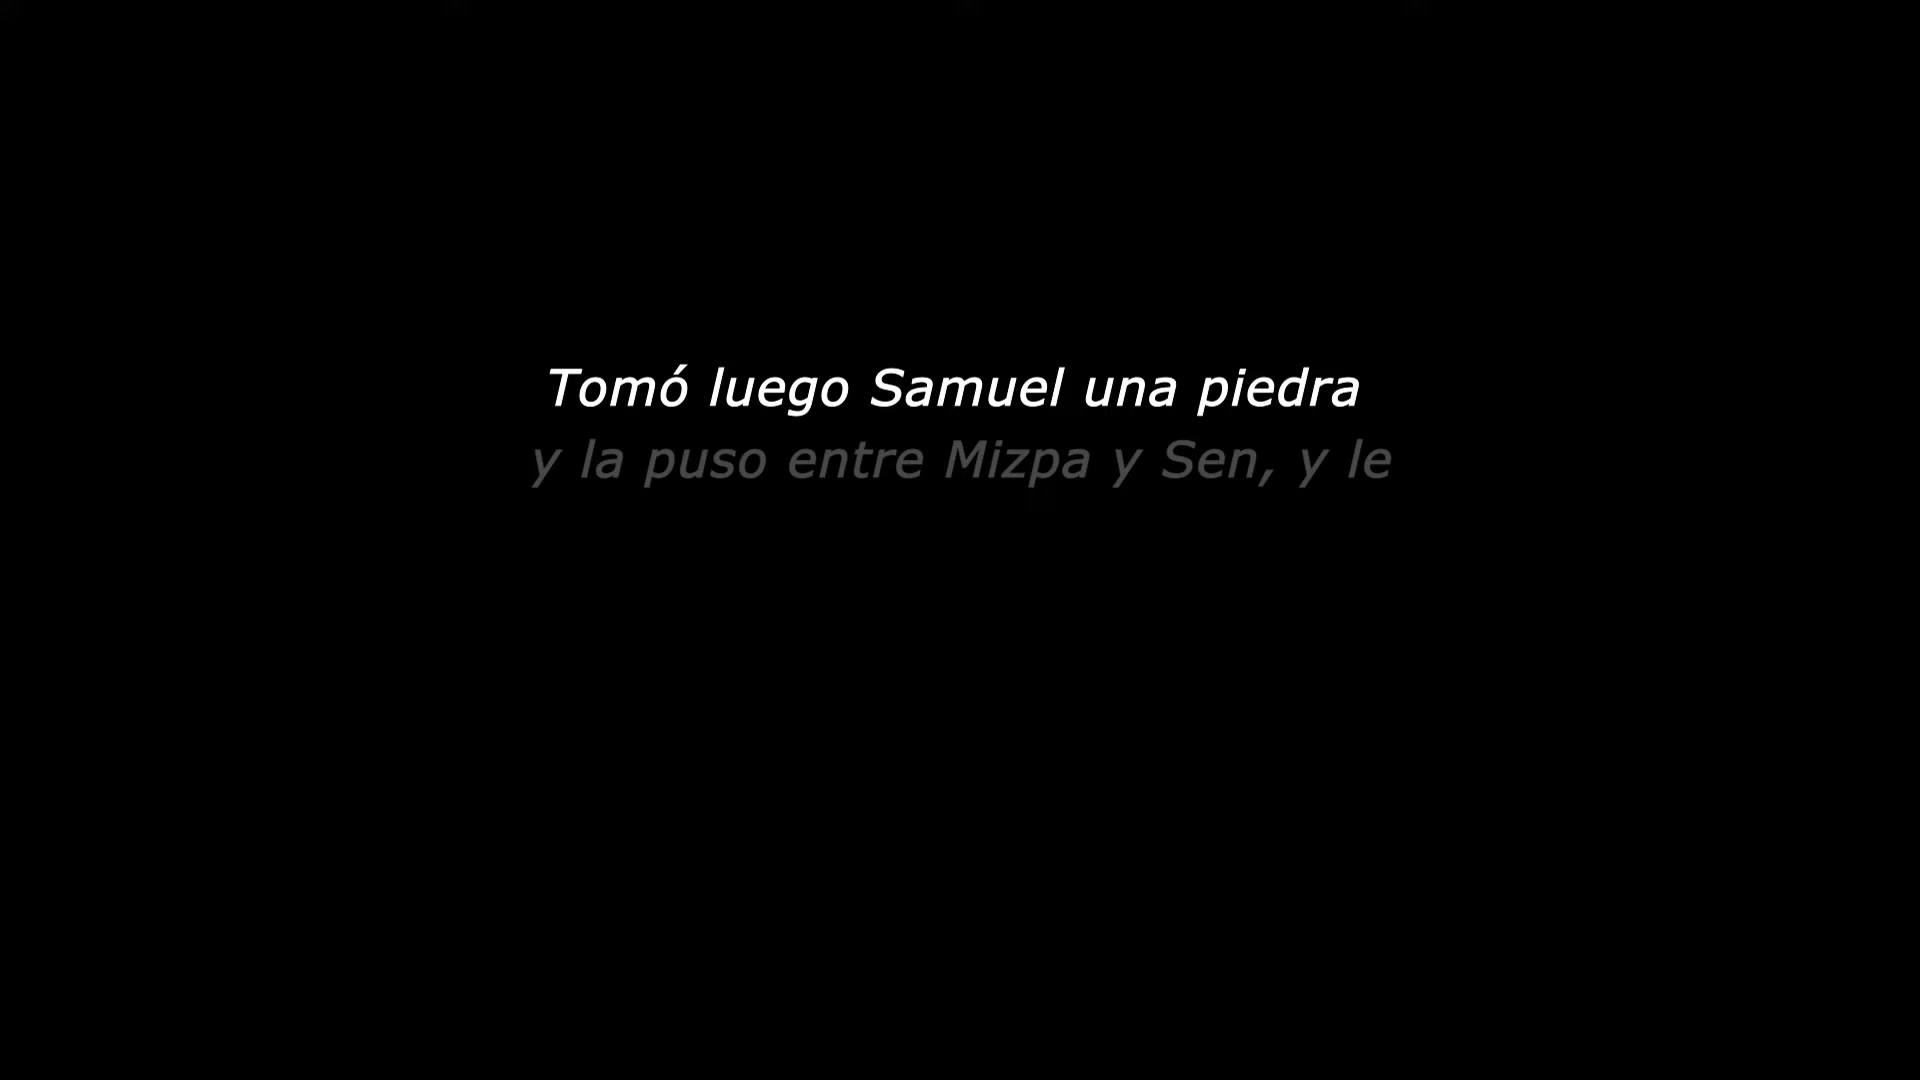 Tomó luego Samuel una piedra
y la puso entre Mizpa y Sen, y le